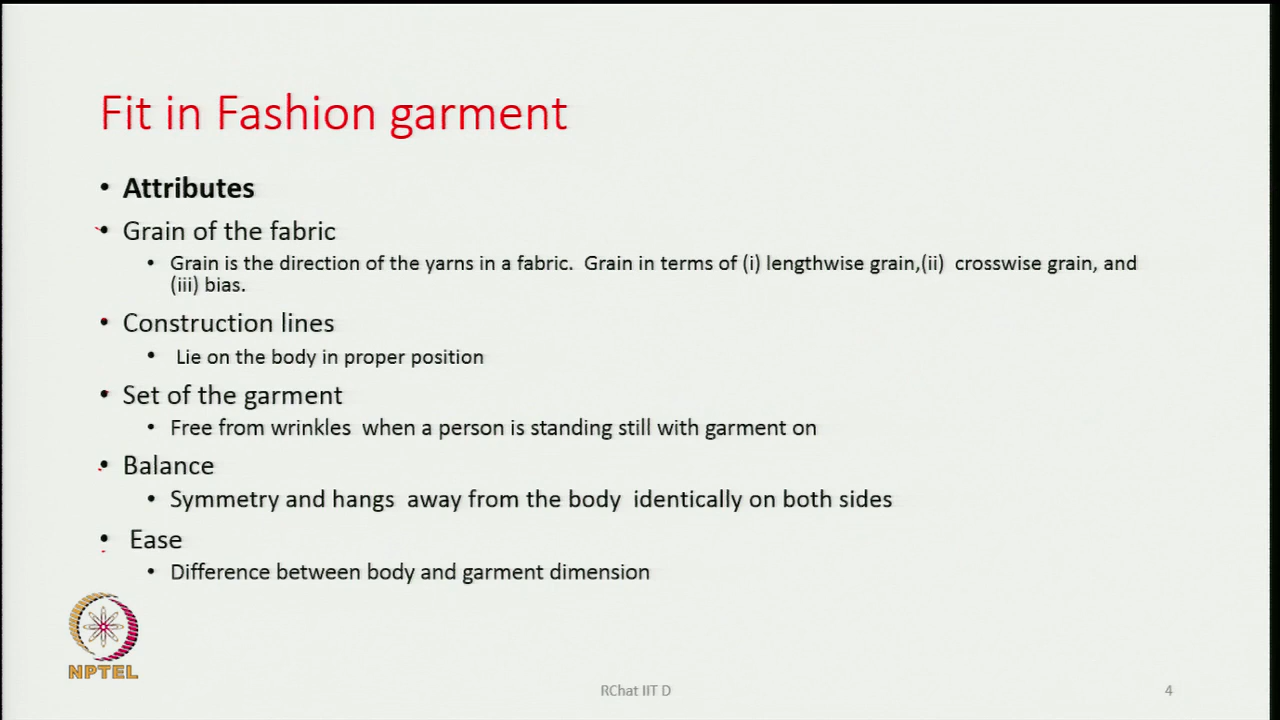 Fit in Fashion garment
• Attributes
• Grain of the fabric
• Grain is the direction of the yarns in a fabric. Grain in terms of (i) lengthwise grain,(ii) crosswise grain, and
(iii) bias.
• Construction lines
• Lie on the body in proper position
• Set of the garment
• Free from wrinkles when a person is standing still with garment on
• Balance
• Symmetry and hangs away from the body identically on both sides
• Ease
• Difference between body and garment dimension
NPTEL
RChat IIT D
4